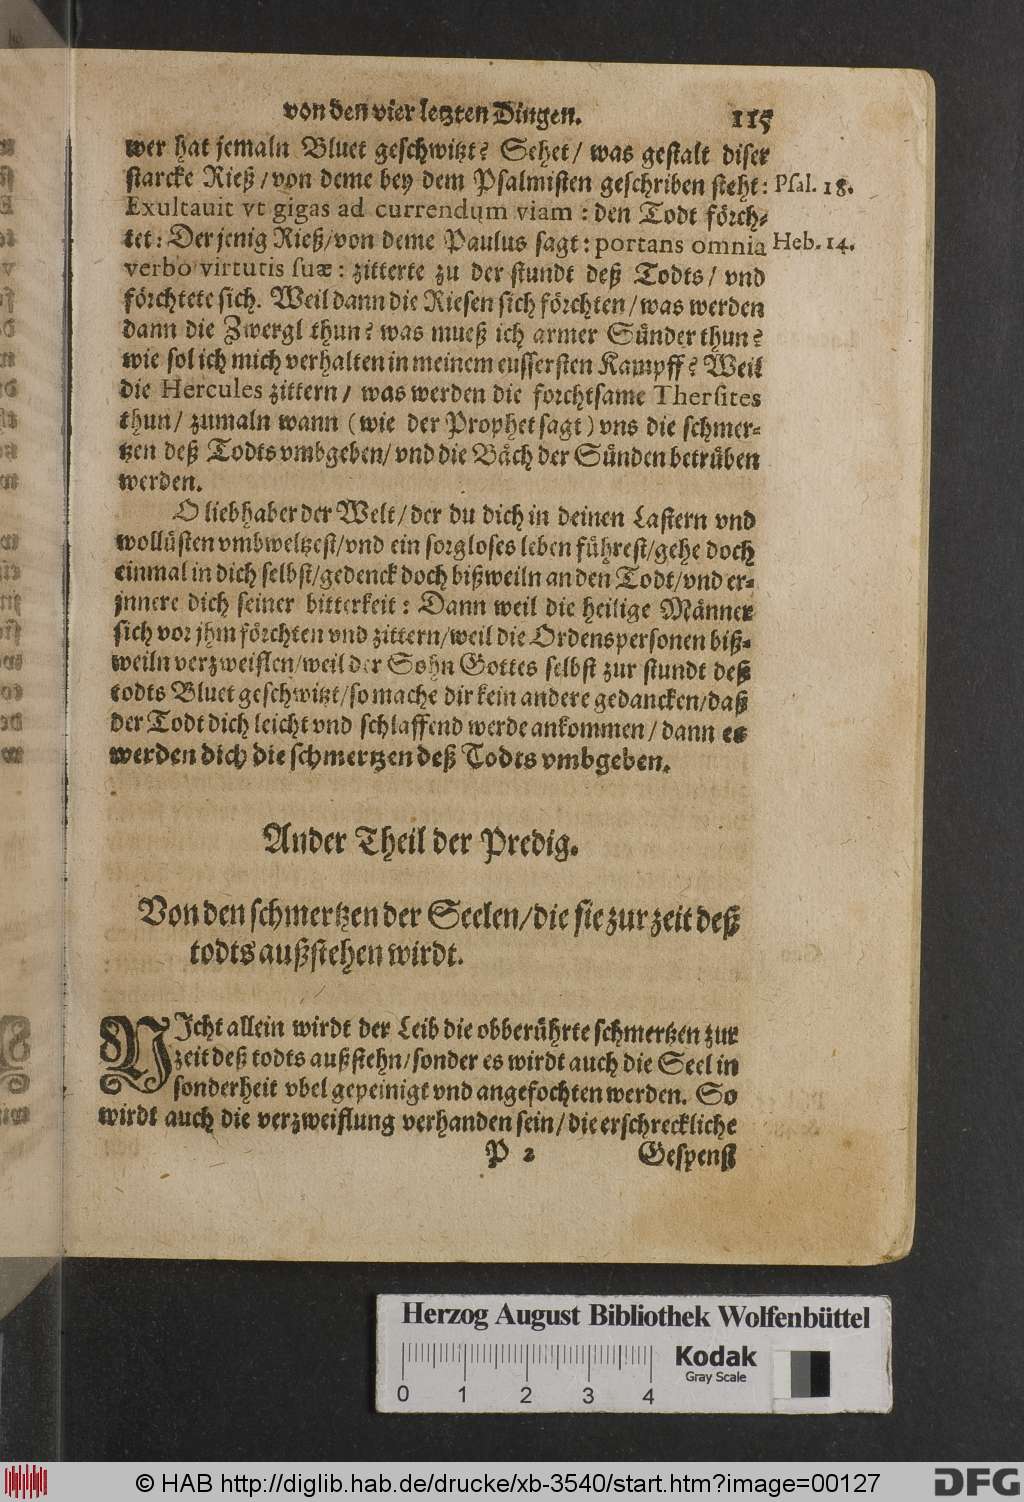 von den vier letzten Dingen. 115
wer hat jemaln Bluet geschwitzt? Sehet/ was gestalt diser
starcke Rieß/von deme bey dem Psalmisten geschriben steht: Psal. 18.
Exultauit vt gigas ad currendum viam : den Todt förch-
tet: Der jenig Rieß/von deme Paulus sagt: portans omnia Heb. 14.
verbo virtutis suæ: zitterte zu der stundt deß Todts/ vnd
förchtete sich. Weil dann die Riesen sich förchten/was werden
dann die Zwergl thun? was mueß ich armer Sünder thun?
wie sol ich mich verhalten in meinem eussersten Kampff? Weil
die Hercules zittern/ was werden die forchtsame Thersites
thun/ zumaln wann (wie der Prophet sagt) vns die schmer-
tzen deß Todts vmbgeben/ vnd die Bäch der Sünden betrüben
werden.
O liebhaber der Welt/der du dich in deinen Lastern vnd
wollüsten vmbweltzest/vnd ein sorgloses leben führest/gehe doch
einmal in dich selbst/gedenck doch bißweiln an den Todt/vnd er-
jnnere dich seiner bitterkeit: Dann weil die heilige Männer
sich vor jhm förchten vnd zittern/weil die Ordenspersonen biß-
weiln verzweiflen/weil der Sohn Gottes selbst zur stundt deß
todts Bluet geschwitzt/so mache dir kein andere gedancken/daß
der Todt dich leicht vnd schlaffend werde ankommen/ dann es
werden dich die schmertzen deß Todts vmbgeben.
Ander Theil der Predig.
Von den schmertzen der Seelen/die sie zur zeit deß
todts außstehen wirdt.
NJcht allein wirdt der Leib die obberührte schmertzen zur
zeit deß todts außstehn/sonder es wirdt auch die Seel in
sonderheit vbel gepeinigt vnd angefochten werden. So
wirdt auch die verzweiflung verhanden sein/die erschreckliche
P 2 Gespenst
Herzog August Bibliothek Wolfenbüttel
Kodak
Gray Scale
0 1 2 3 4
© HAB http://diglib.hab.de/drucke/xb-3540/start.htm?image=00127 DFG